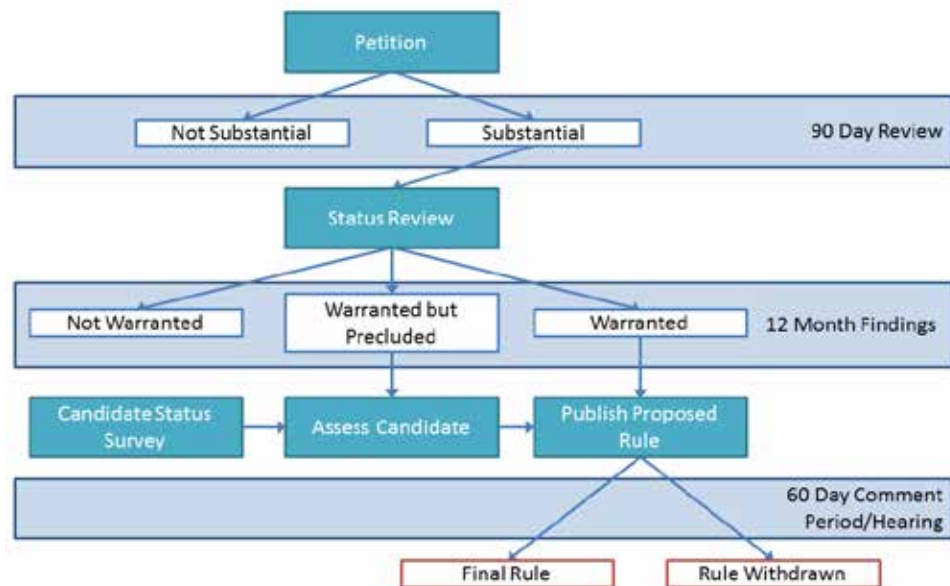 Petition
Not Substantial
Substantial
90 Day Review
Status Review
Not Warranted
Warranted but
Precluded
Warranted
12 Month Findings
Candidate Status
Survey
Assess Candidate
Publish Proposed
Rule
60 Day Comment
Period/Hearing
Final Rule
Rule Withdrawn